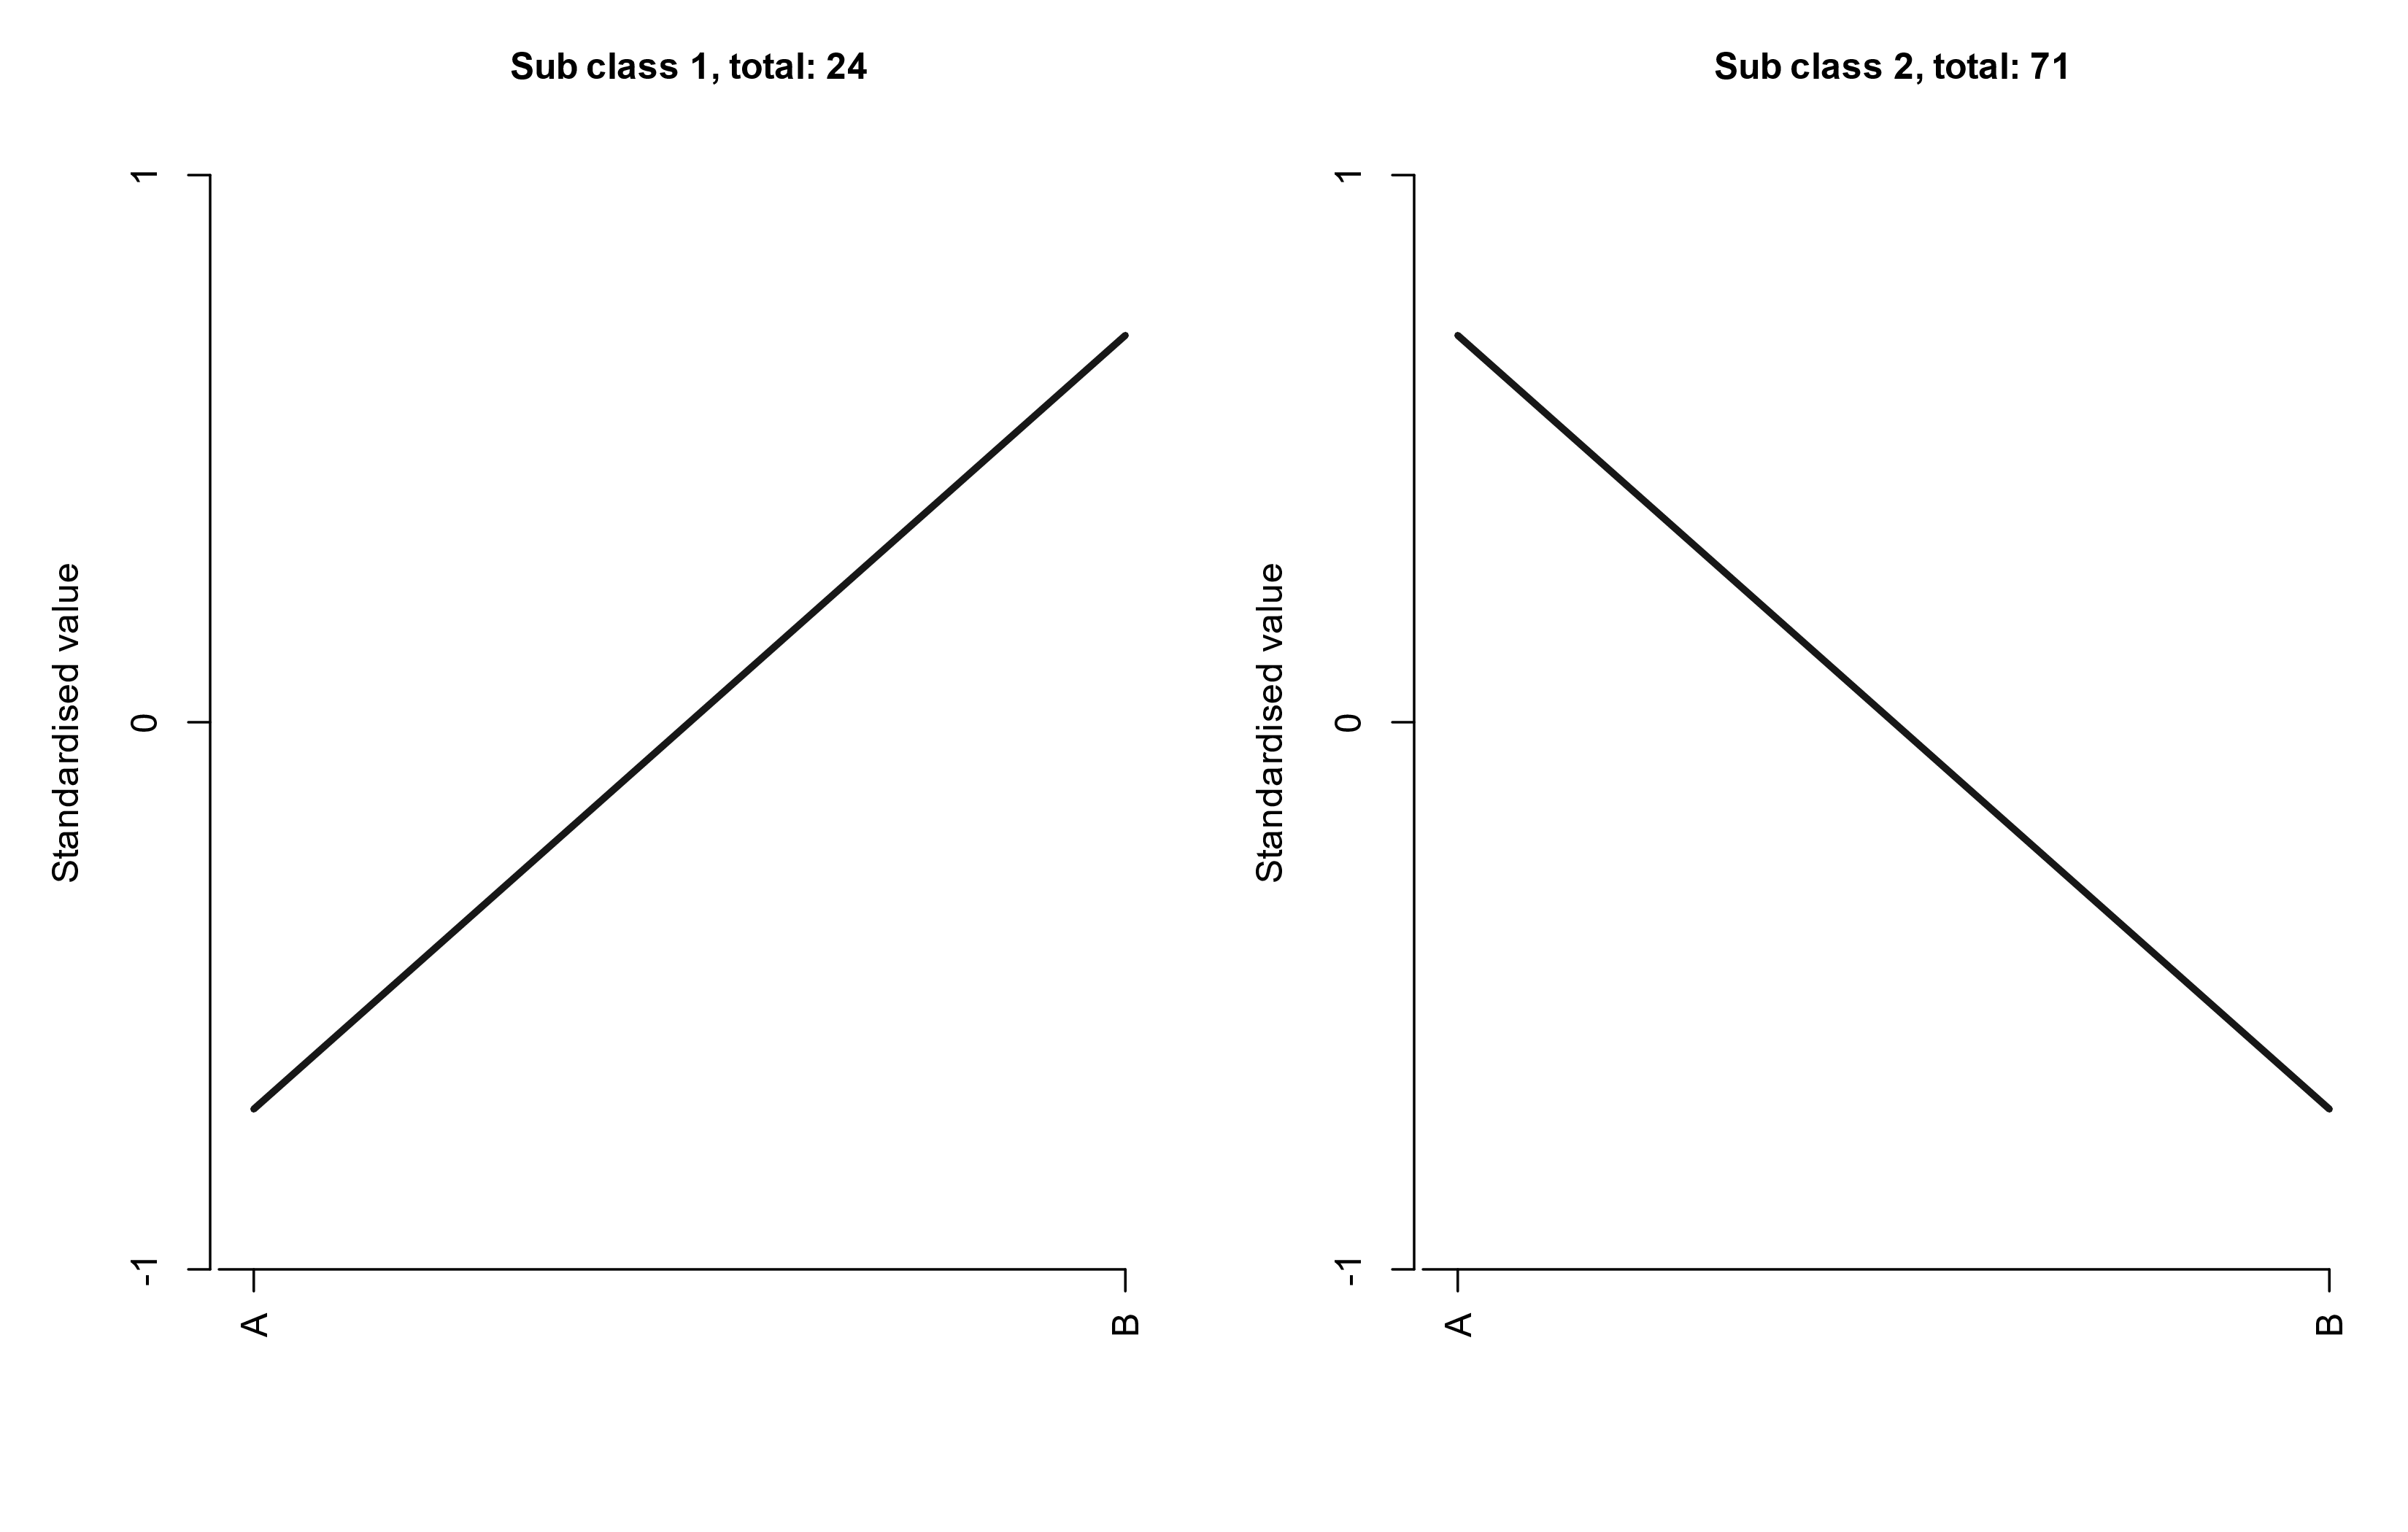 Sub class 1, total: 24
Standardised value
1
0
-1
A
B
Sub class 2, total: 71
Standardised value
1
0
-1
A
B